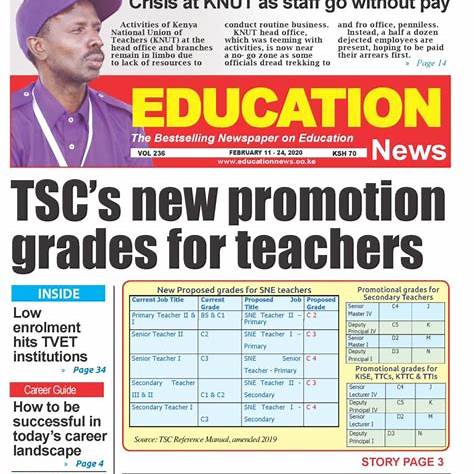 Crisis at KNUT as staff go without pay
Activities of Kenya
National Union of
Teachers (KNUT) at the
head office and branches
remain in limbo due
to lack of resources to
conduct routine business.
KNUT head office,
which was teeming with
activities, is now near
a no-go zone as some
officials dread trekking to
and fro office, penniless.
Instead, a half a dozen
dejected employees are
present, hoping to be paid
their arrears first.
» Page 14
EDUCATION
The Bestselling Newspaper on Education
News
VOL 236
FEBRUARY 11 - 24, 2020
KSH 70
www.educationnews.co.ke
TSC's new promotion
grades for teachers
INSIDE
Low
enrolment
hits TVET
institutions
» Page 34
Career Guide
How to be
successful in
today's career
landscape
» Page 4
New Proposed grades for SNE teachers
Current Job Title Current Grade Proposed Job Title Proposed Grade
Primary Teacher II & I BS & C1 SNE Teacher II - Primary C 2
Senior Teacher II C2 SNE Teacher I - Primary C 3
Senior Teacher I C3 SNE Senior Teacher - Primary C 4
Secondary Teacher III & II C1 & C2 SNE Teacher II - Secondary C 3
Secondary Teacher I C3 SNE Teacher I - Secondary C 4
Source: TSC Reference Manual, amended 2019
Promotional grades for
Secondary Teachers
Senior Master IV C4 J
Deputy Principal IV C5 K
Senior Master I D2 M
Deputy Principal I D3 N
Promotional grades for
KISE, TTCs, KTTC & TTIs
Senior Lecturer IV C4 J
Deputy Principal IV C5 K
Senior Lecturer I D2 M
Deputy Principal I D3 N
STORY PAGE 3